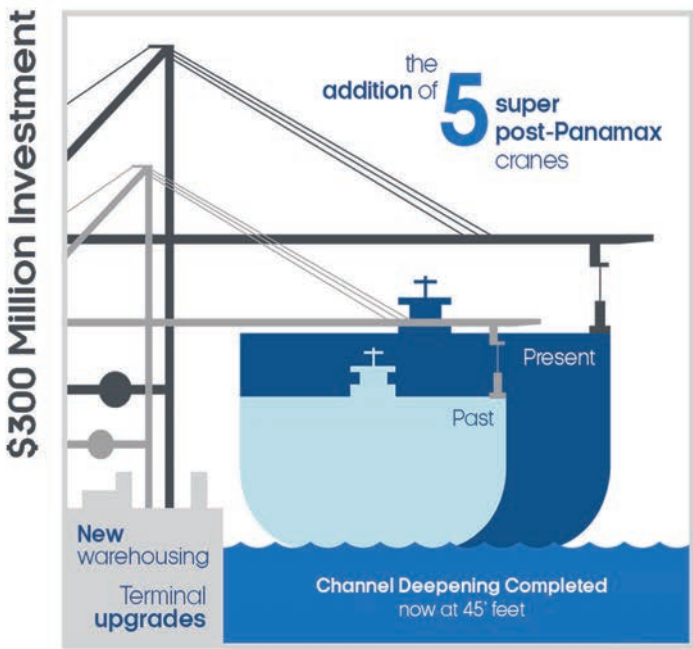 $300 Million Investment
the
addition of 5 super
post-Panamax
cranes
Present
Past
New
warehousing
Terminal
upgrades
Channel Deepening Completed
now at 45' feet